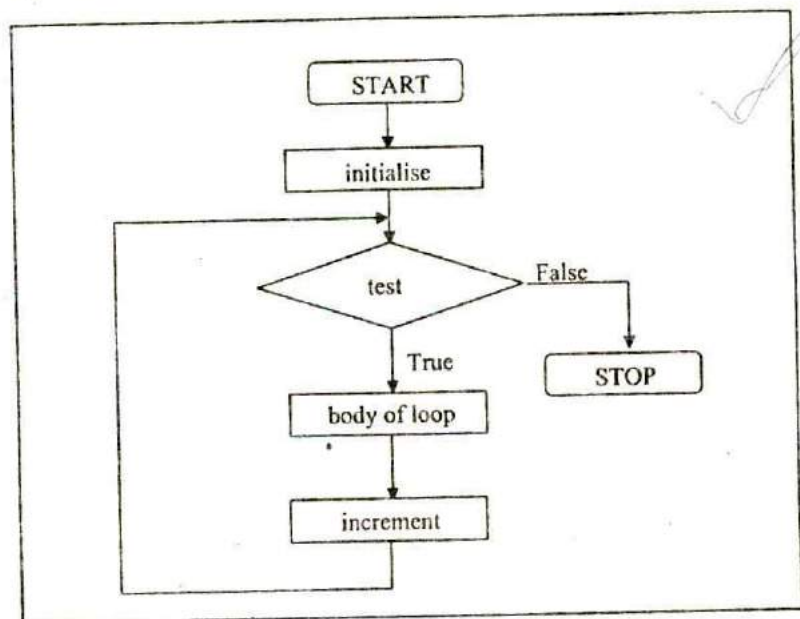 START
initialise
test
False
True
STOP
body of loop
increment